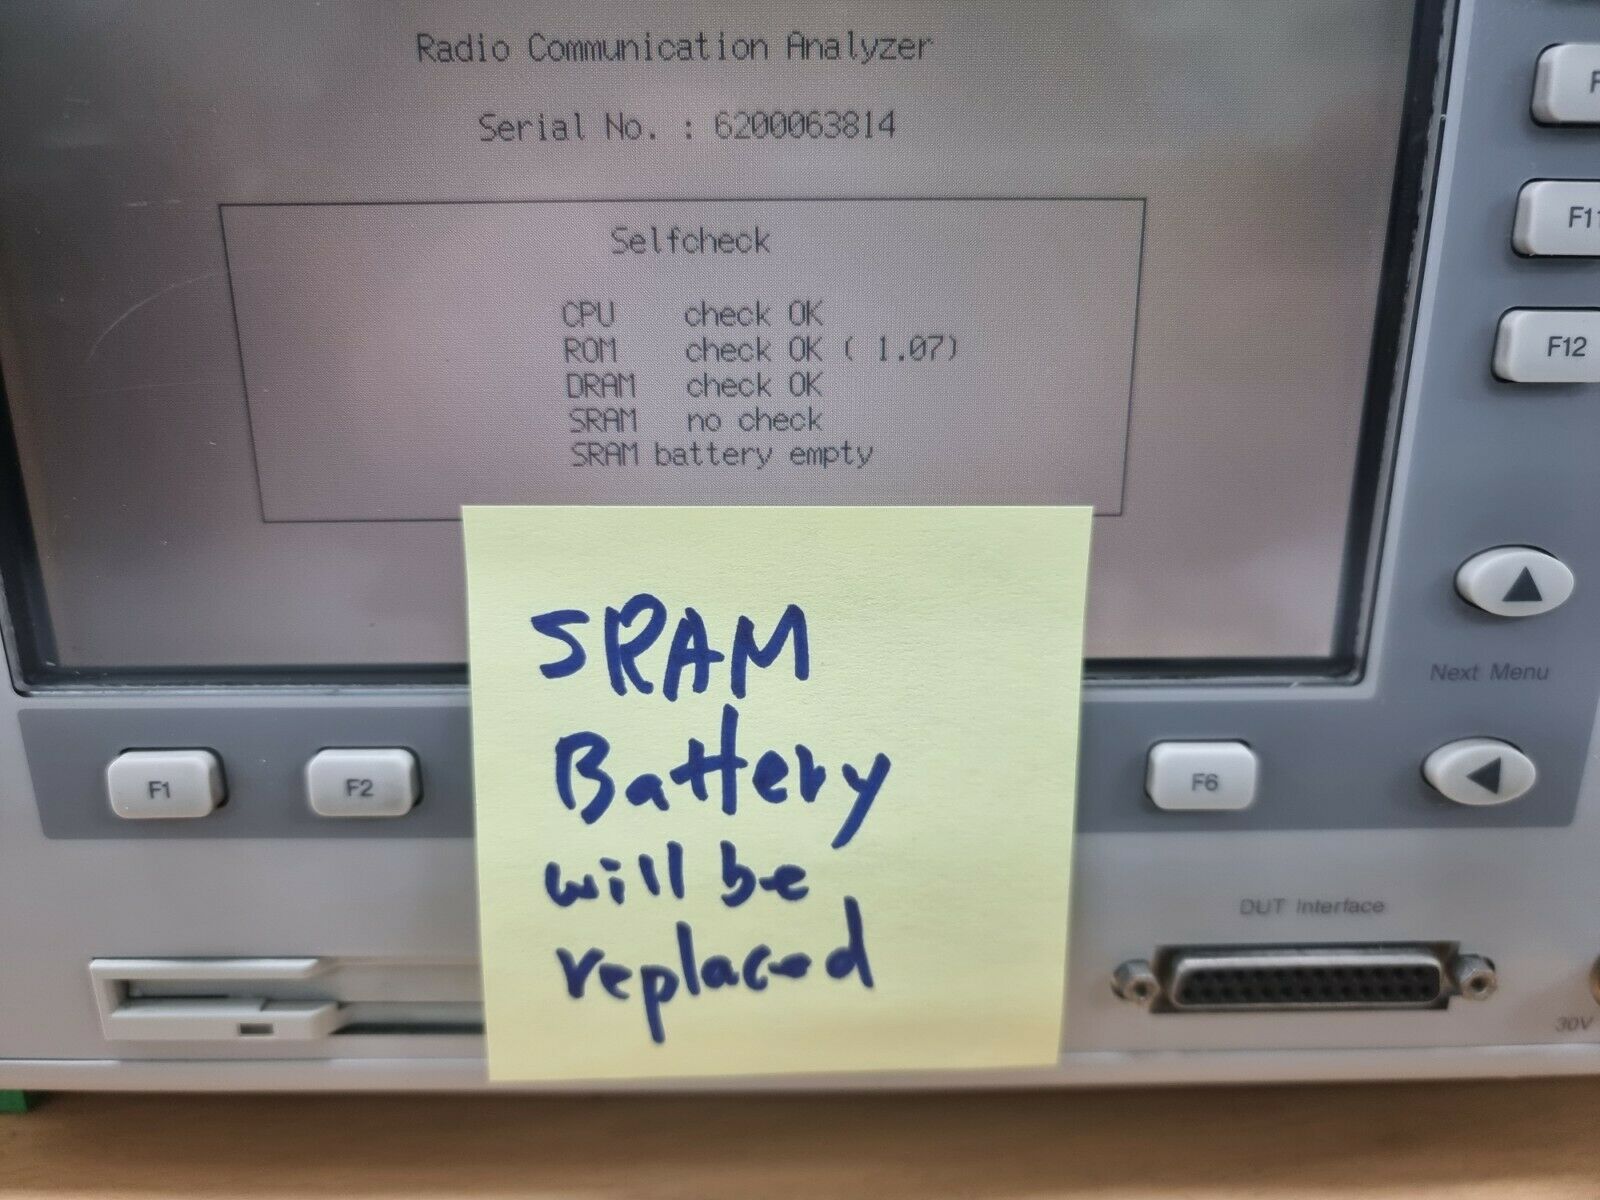 Radio Communication Analyzer
Serial No. : 6200063814
Selfcheck
CPU check OK
ROM check OK ( 1.07)
DRAM check OK
SRAM no check
SRAM battery empty
SRAM
Battery
will be
replaced
F11
F12
Next Menu
F1
F2
F6
DUT Interface
30V